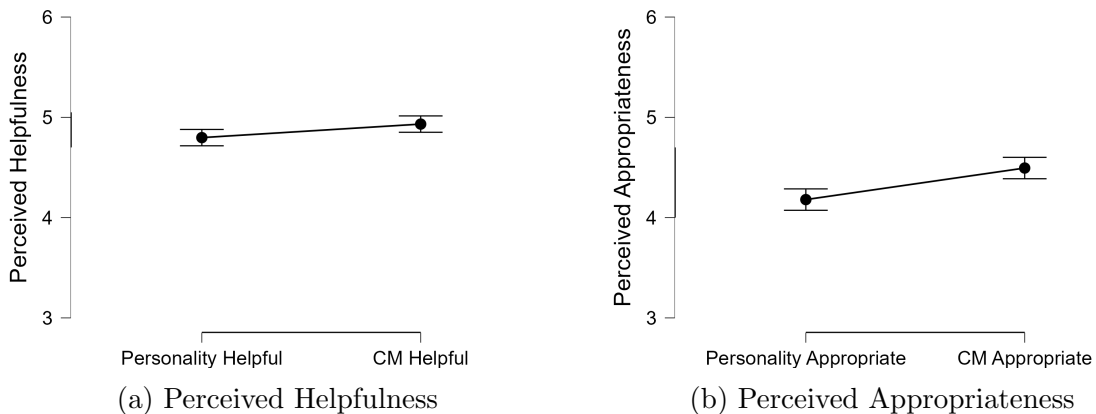 6
5
4
3
Perceived Helpfulness
Personality Helpful
CM Helpful
(a) Perceived Helpfulness
6
5
4
3
Perceived Appropriateness
Personality Appropriate
CM Appropriate
(b) Perceived Appropriateness